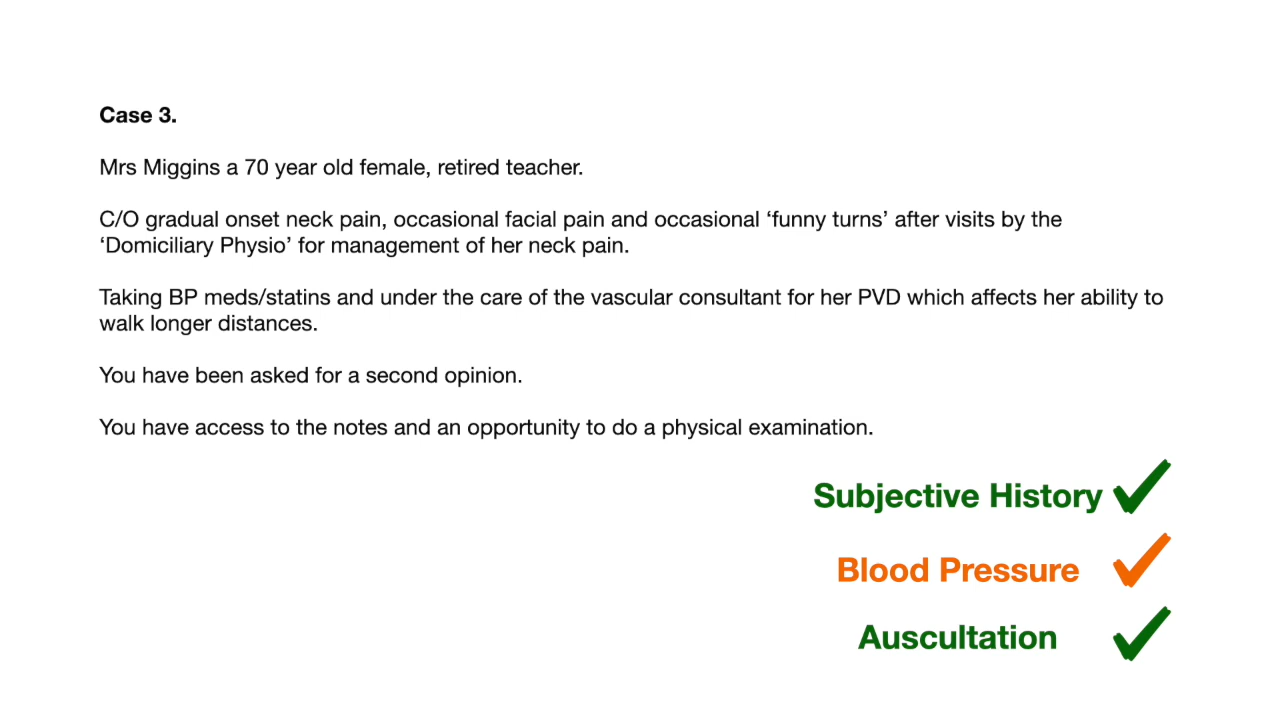 Case 3.
Mrs Miggins a 70 year old female, retired teacher.
C/O gradual onset neck pain, occasional facial pain and occasional ‘funny turns’ after visits by the
‘Domiciliary Physio’ for management of her neck pain.
Taking BP meds/statins and under the care of the vascular consultant for her PVD which affects her ability to
walk longer distances.
You have been asked for a second opinion.
You have access to the notes and an opportunity to do a physical examination.
Subjective History
Blood Pressure
Auscultation